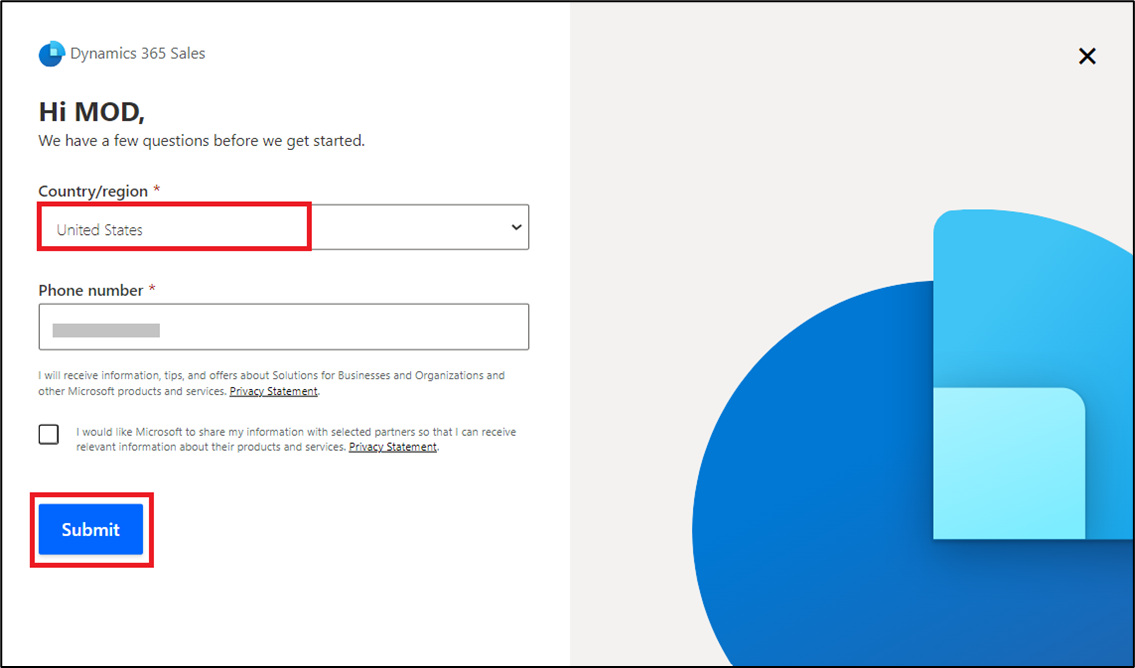 Dynamics 365 Sales
Hi MOD,
We have a few questions before we get started.
Country/region *
United States
Phone number *
I will receive information, tips, and offers about Solutions for Businesses and Organizations and
other Microsoft products and services. Privacy Statement.
I would like Microsoft to share my information with selected partners so that I can receive
relevant information about their products and services. Privacy Statement.
Submit